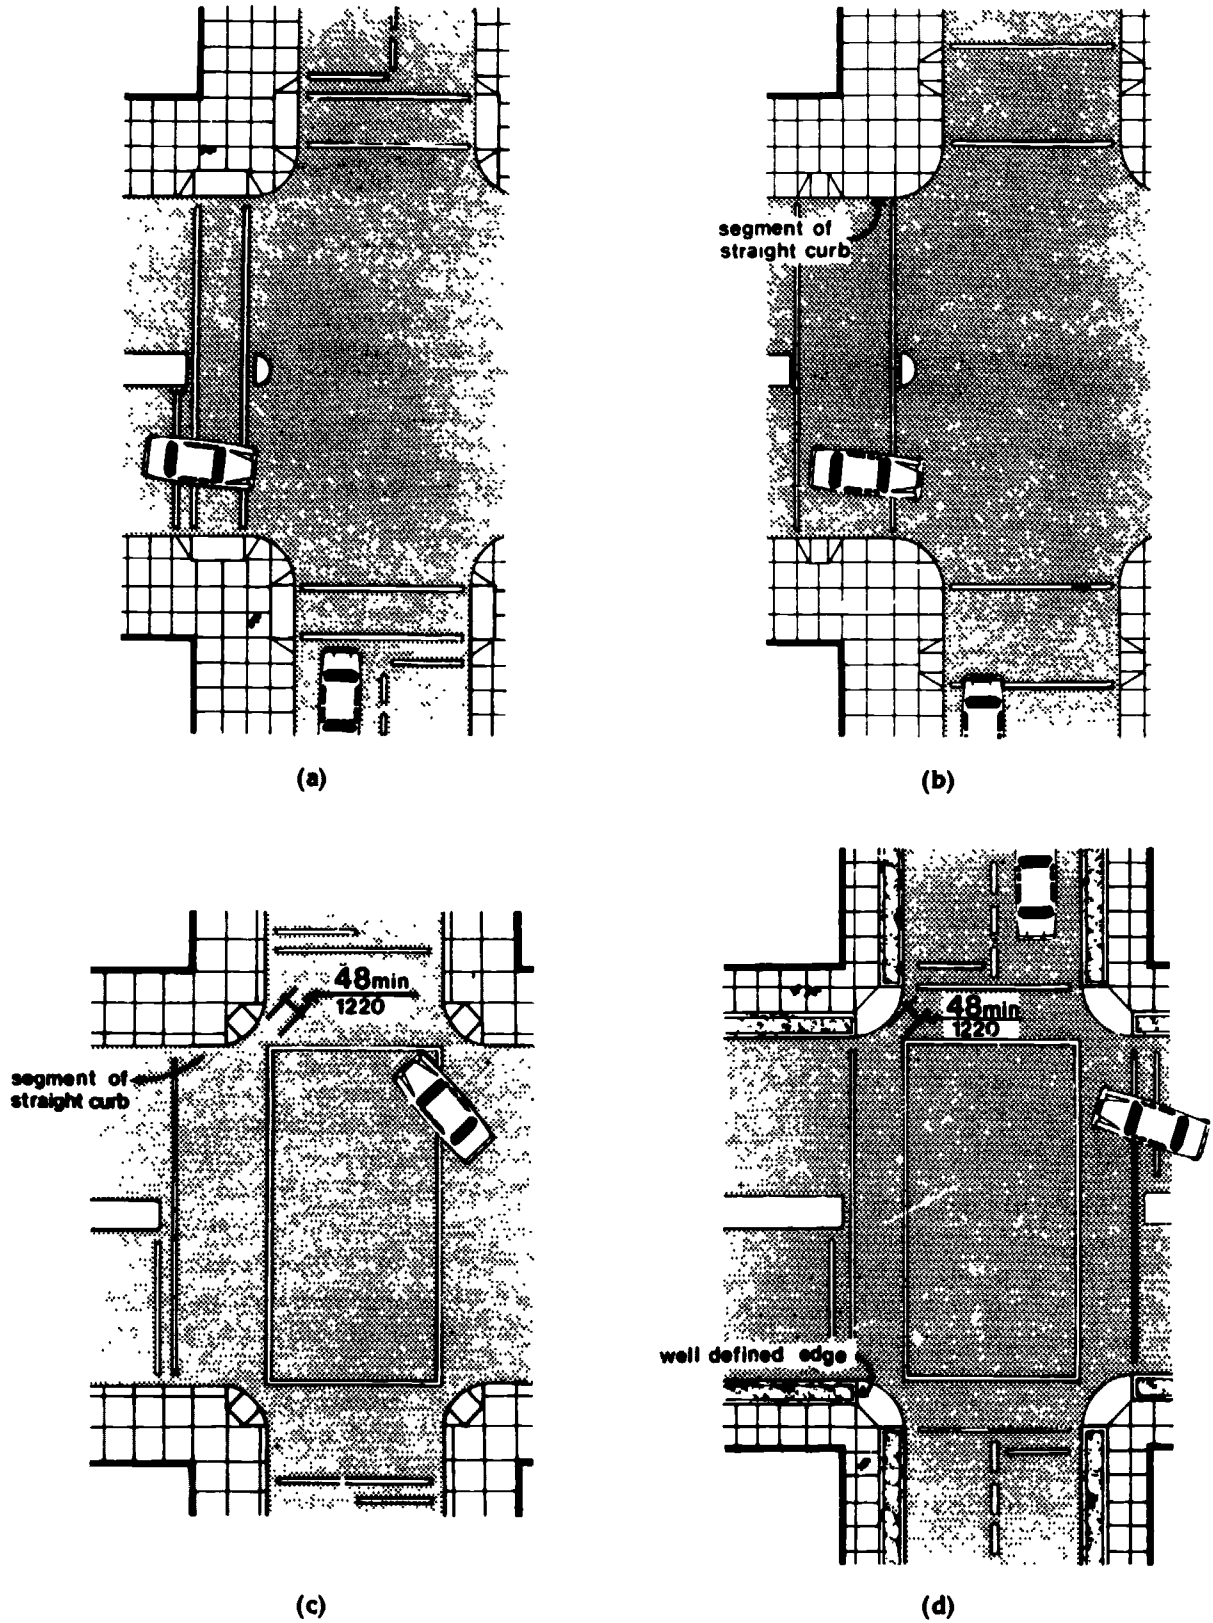 segment of
straight curb
(a)
(b)
48min
1220
segment of
straight curb
48min
1220
well defined edge
(c)
(d)